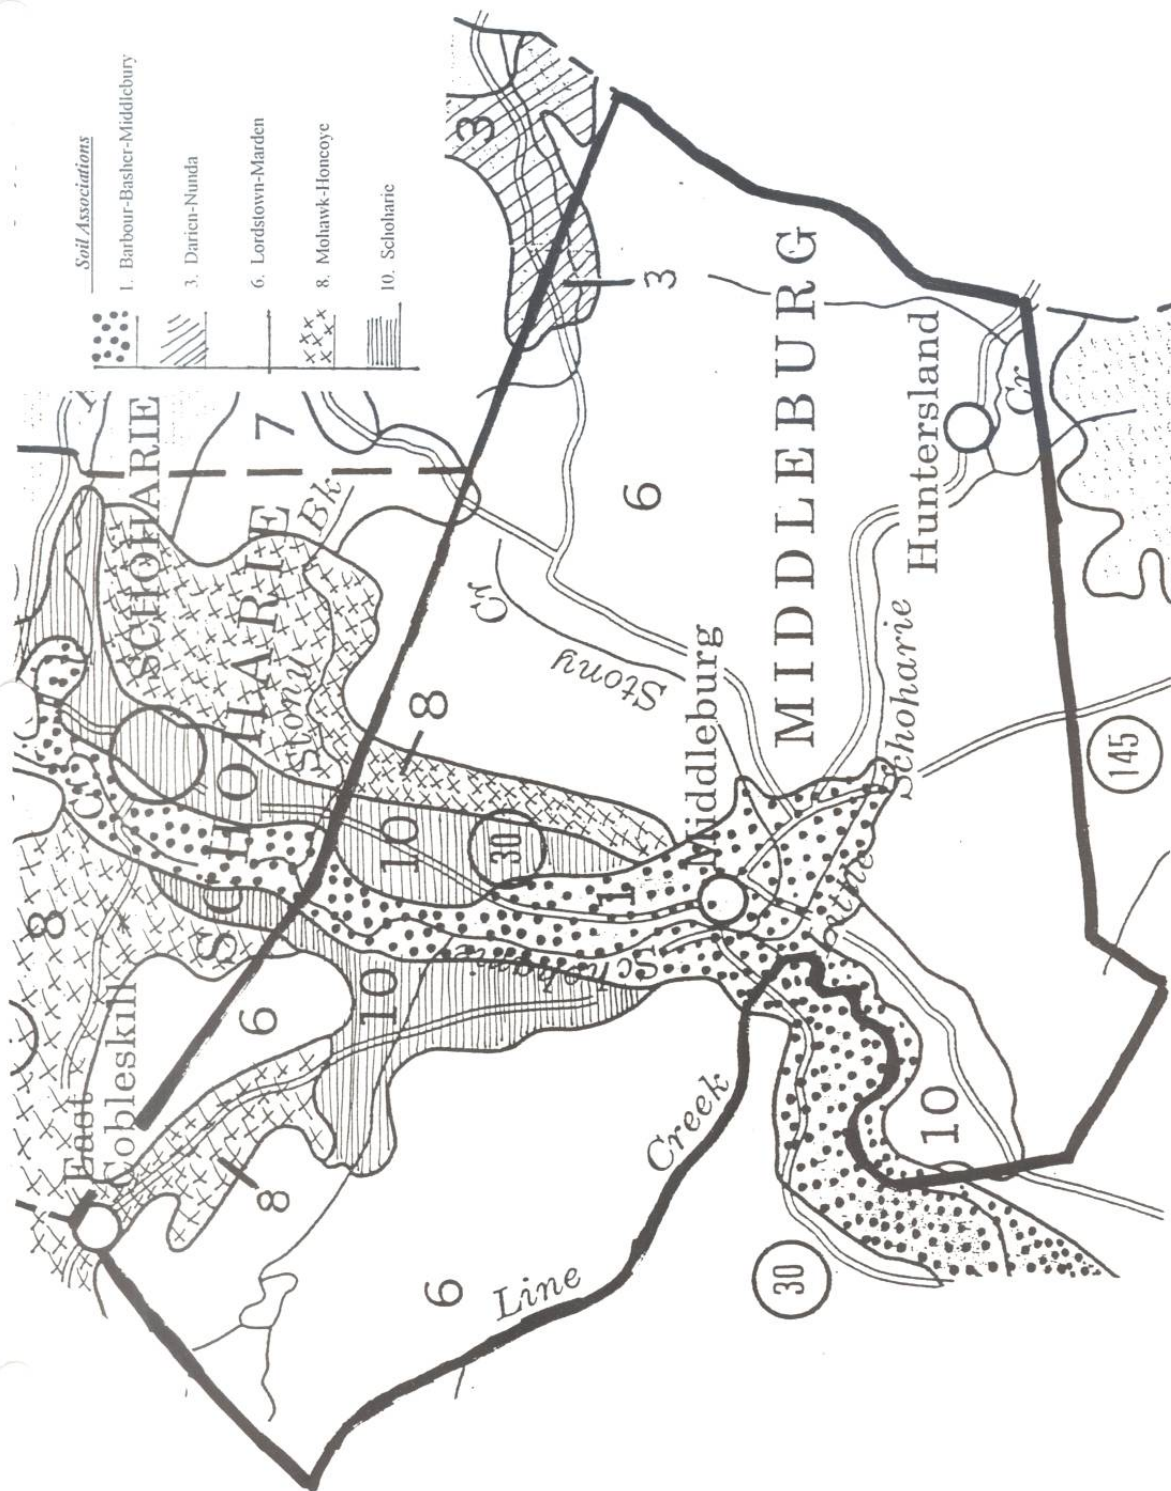 Soil Associations
1. Barbour-Basher-Middlebury
3. Darien-Nunda
6. Lordstown-Marden
8. Mohawk-Honcoye
10. Schoharie
SCHOHARIE
SCHOHARIE
7
Stony
Bk
3
3
6
Cr
Stony
8
8
East
Cobleskill
6
10
10
30
1
Schoharie
Middleburg
MIDDLEBURG
Huntersland
Cr
Schoharie
145
8
6
Line
Creek
30
10